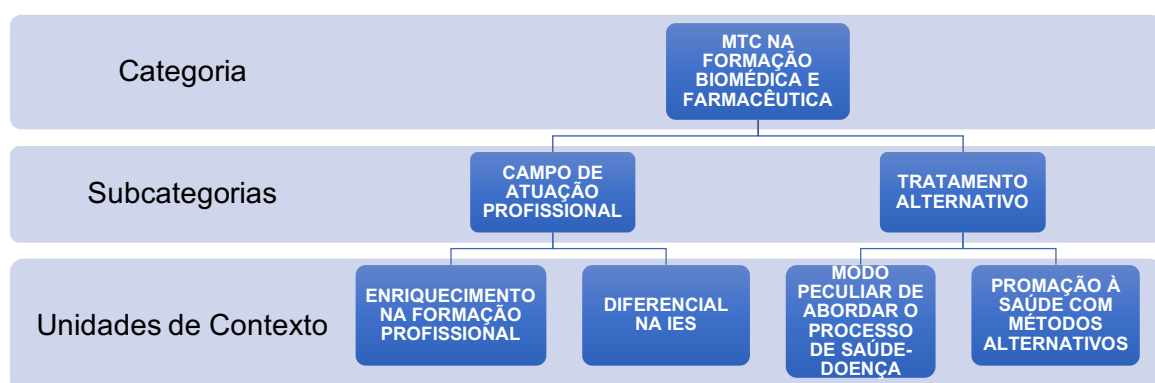 Categoria
MTC NA
FORMAÇÃO
BIOMÉDICA E
FARMACÊUTICA
Subcategorias
CAMPO DE
ATUAÇÃO
PROFISSIONAL
TRATAMENTO
ALTERNATIVO
Unidades de Contexto
ENRIQUECIMENTO
NA FORMAÇÃO
PROFISSIONAL
DIFERENCIAL
NA IES
MODO
PECULIAR DE
ABORDAR O
PROCESSO
DE SAÚDE-
DOENÇA
PROMAÇÃO À
SAÚDE COM
MÉTODOS
ALTERNATIVOS